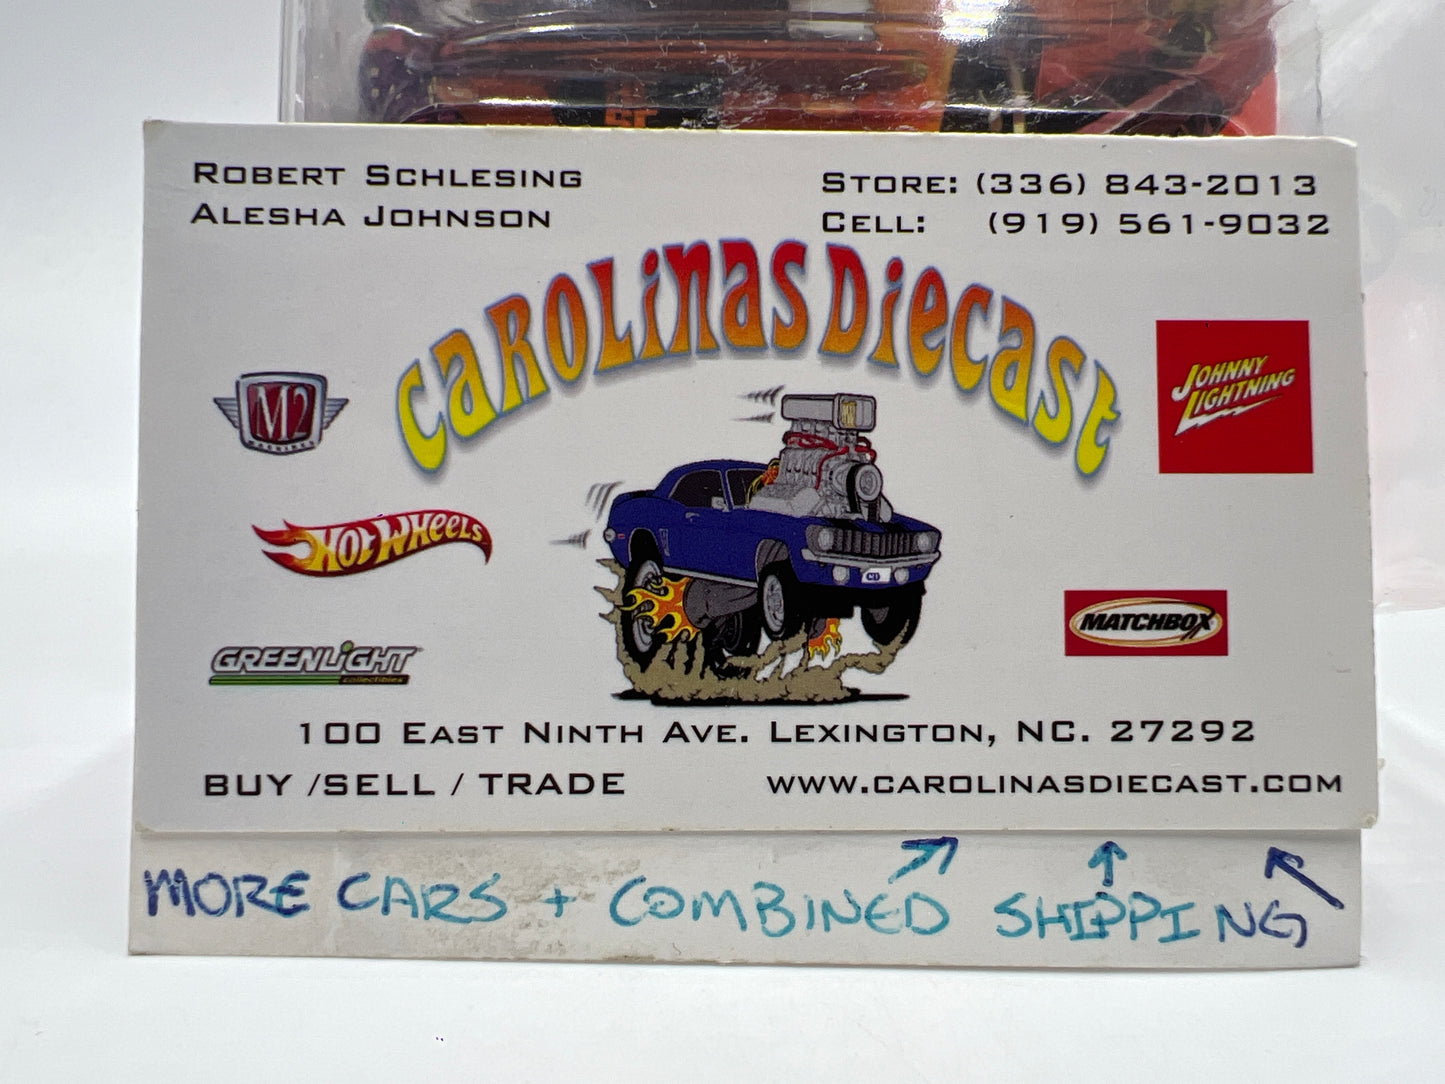 ROBERT SCHLESING
ALESHA JOHNSON
STORE: (336) 843-2013
CELL: (919) 561-9032
CAROLINAS DIECAST
M2
MACHINES
JOHNNY
LIGHTNING
HOT WHEELS
MATCHBOX
GREENLIGHT
collectibles
100 EAST NINTH AVE. LEXINGTON, NC. 27292
BUY /SELL / TRADE
WWW.CAROLINASDIECAST.COM
MORE CARS + COMBINED SHIPPING